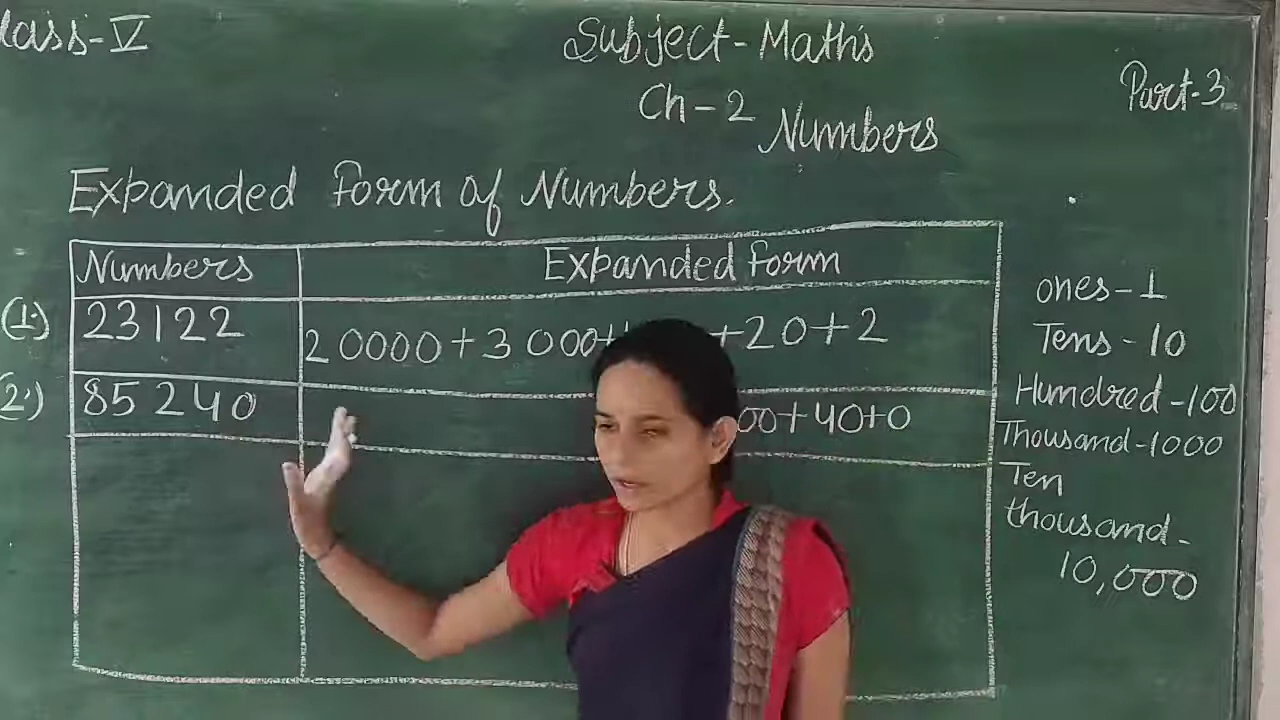 lass-V
Subject-Maths
Part-3
Ch-2 Numbers
Expanded form of Numbers.
Numbers Expanded form
(1.) 23122 20000+3000+ +20+2
(2.) 85240 00+40+0
ones-1
Tens-10
Hundred-100
Thousand-1000
Ten
thousand-
10,000